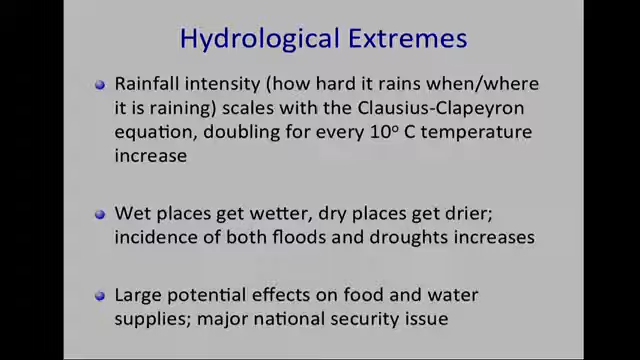 Hydrological Extremes
Rainfall intensity (how hard it rains when/where
it is raining) scales with the Clausius-Clapeyron
equation, doubling for every 10º C temperature
increase
Wet places get wetter, dry places get drier;
incidence of both floods and droughts increases
Large potential effects on food and water
supplies; major national security issue